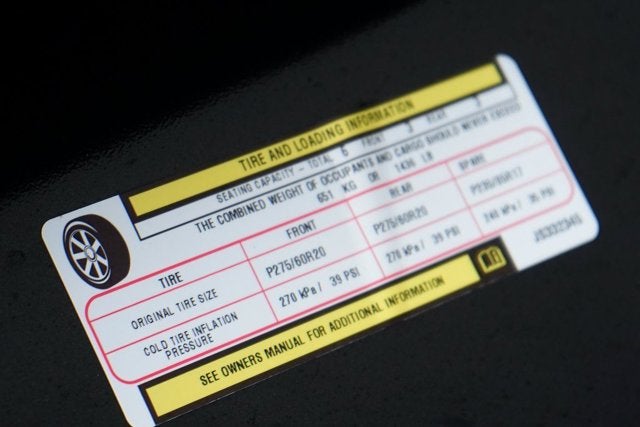 TIRE AND LOADING INFORMATION
SEATING CAPACITY - TOTAL 6 FRONT 3 REAR 3
THE COMBINED WEIGHT OF OCCUPANTS AND CARGO SHOULD NEVER EXCEED
651 KG OR 1436 LB
TIRE FRONT REAR SPARE
ORIGINAL TIRE SIZE P275/60R20 P275/60R20
COLD TIRE INFLATION PRESSURE 270 kPa/ 39 PSI 270 kPa/ 39 PSI 240 kPa/ 35 PSI
SEE OWNERS MANUAL FOR ADDITIONAL INFORMATION